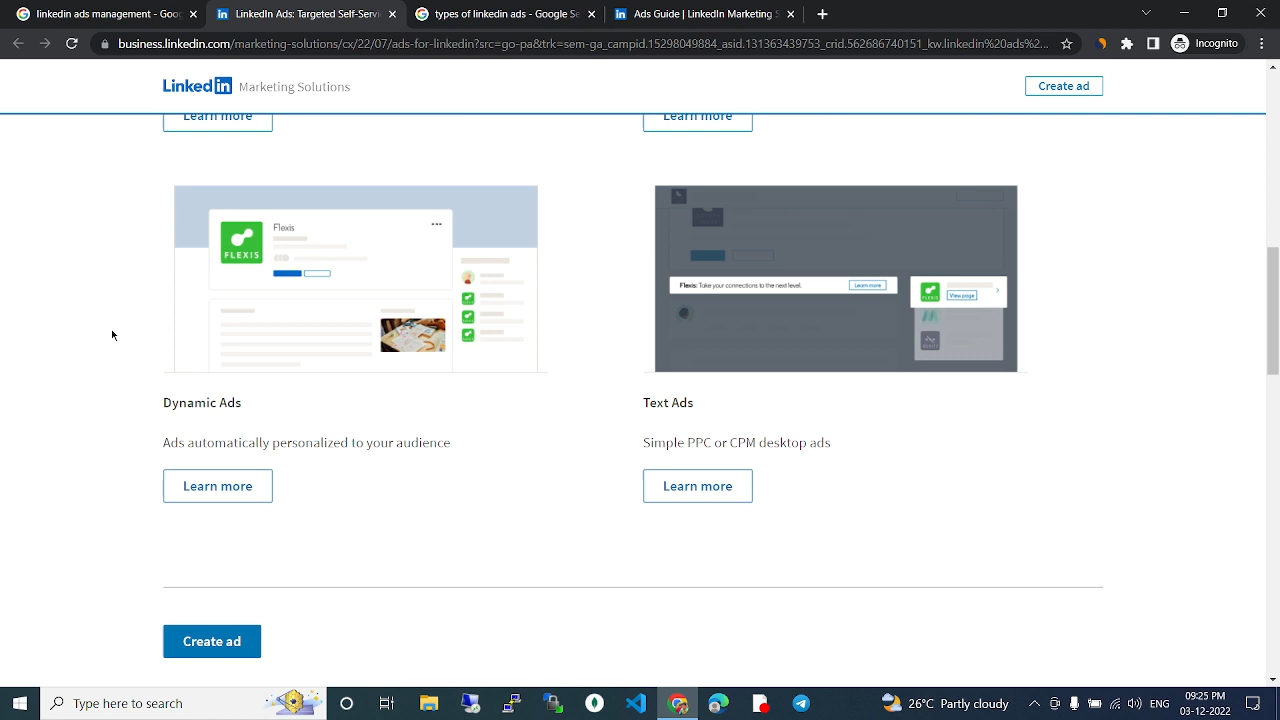 linkedin ads management - Goog
LinkedIn Ads: Targeted Self-Servi
types of linkedin ads - Google Se
Ads Guide | LinkedIn Marketing S
business.linkedin.com/marketing-solutions/cx/22/07/ads-for-linkedin?c=go-pa&trk=sem-ga_campid.15298049884_asid.131363439753_crid.562686740151_kw.linkedin%20ads%2...
Incognito
LinkedIn Marketing Solutions
Create ad
Learn more
Learn more
Flexis
FLEXIS
Flexis: Take your connections to the next level.
Learn more
View page
Dynamic Ads
Text Ads
Ads automatically personalized to your audience
Simple PPC or CPM desktop ads
Learn more
Learn more
Create ad
Type here to search
26°C Partly cloudy
ENG
09:25 PM
03-12-2022